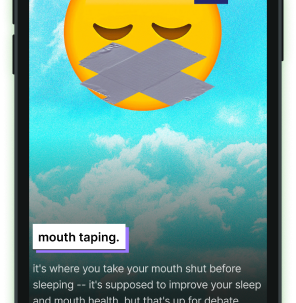 mouth taping.
it's where you take your mouth shut before
sleeping -- it's supposed to improve your sleep
and mouth health, but that's up for debate